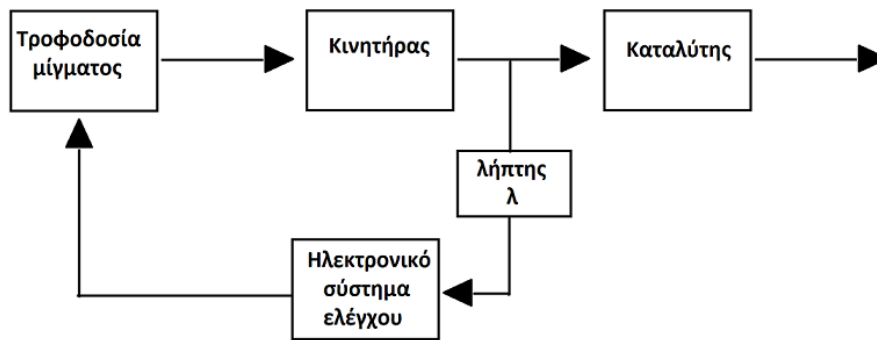 Τροφοδοσία
μίγματος
Κινητήρας
Καταλύτης
λήπτης
λ
Ηλεκτρονικό
σύστημα
ελέγχου